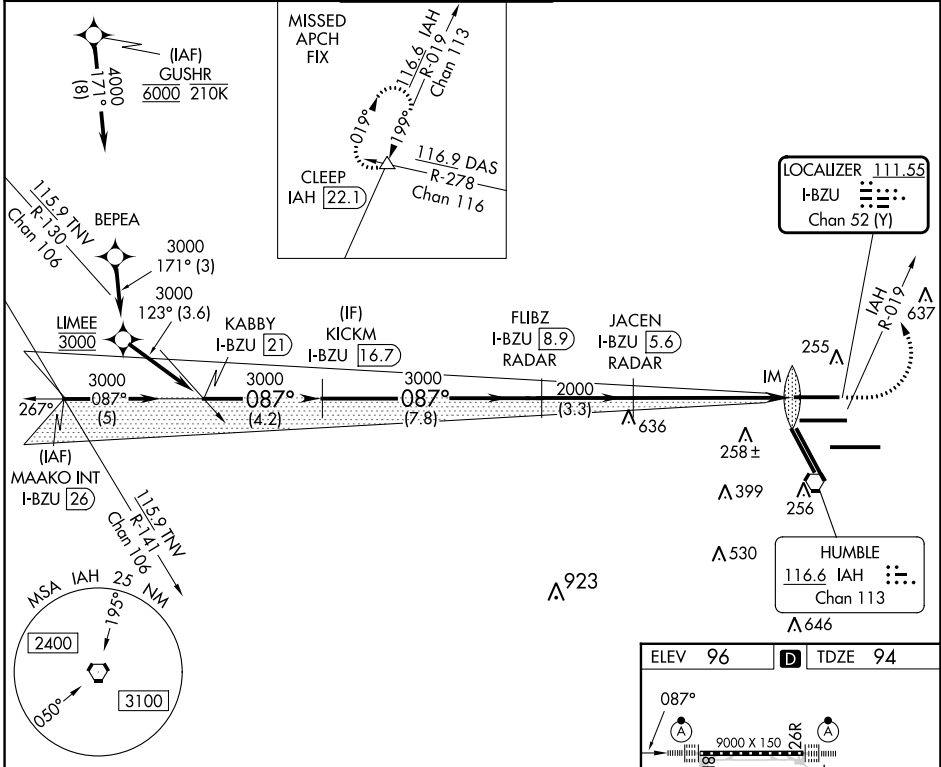 (IAF)
GUSHR
6000 210K
4000
171°
(8)
MISSED
APCH
FIX
116.6 IAH
R-019
Chan 113
019°
199°
116.9 DAS
R-278
Chan 116
CLEEP
IAH 22.1
LOCALIZER 111.55
I-BZU
Chan 52 (Y)
115.9 TNV
R-130
Chan 106
BEPEA
3000
171° (3)
3000
123° (3.6)
LIMEE
3000
KABBY
I-BZU 21
(IF)
KICKM
I-BZU 16.7
FLIBZ
I-BZU 8.9
RADAR
JACEN
I-BZU 5.6
RADAR
IAH
R-019
637
255
IM
267°
3000
087°
(5)
3000
087°
(4.2)
3000
087°
(7.8)
2000
(3.3)
636
(IAF)
MAAKO INT
I-BZU 26
115.9 TNV
R-141
Chan 106
258 ±
399
256
530
923
HUMBLE
116.6 IAH
Chan 113
646
MSA IAH 25 NM
195°
2400
3100
050°
ELEV 96 D TDZE 94
087°
A
A
9000 X 150
26R